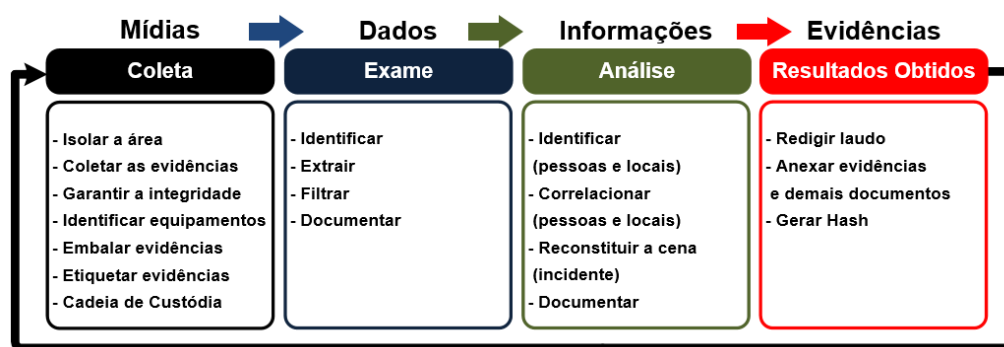 Mídias
Dados
Informações
Evidências
Coleta
Exame
Análise
Resultados Obtidos
- Isolar a área
- Coletar as evidências
- Garantir a integridade
- Identificar equipamentos
- Embalar evidências
- Etiquetar evidências
- Cadeia de Custódia
- Identificar
- Extrair
- Filtrar
- Documentar
- Identificar
(pessoas e locais)
- Correlacionar
(pessoas e locais)
- Reconstituir a cena
(incidente)
- Documentar
- Redigir laudo
- Anexar evidências
e demais documentos
- Gerar Hash